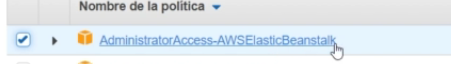 Nombre de la política
AdministratorAccess-AWSElasticBeanstalk